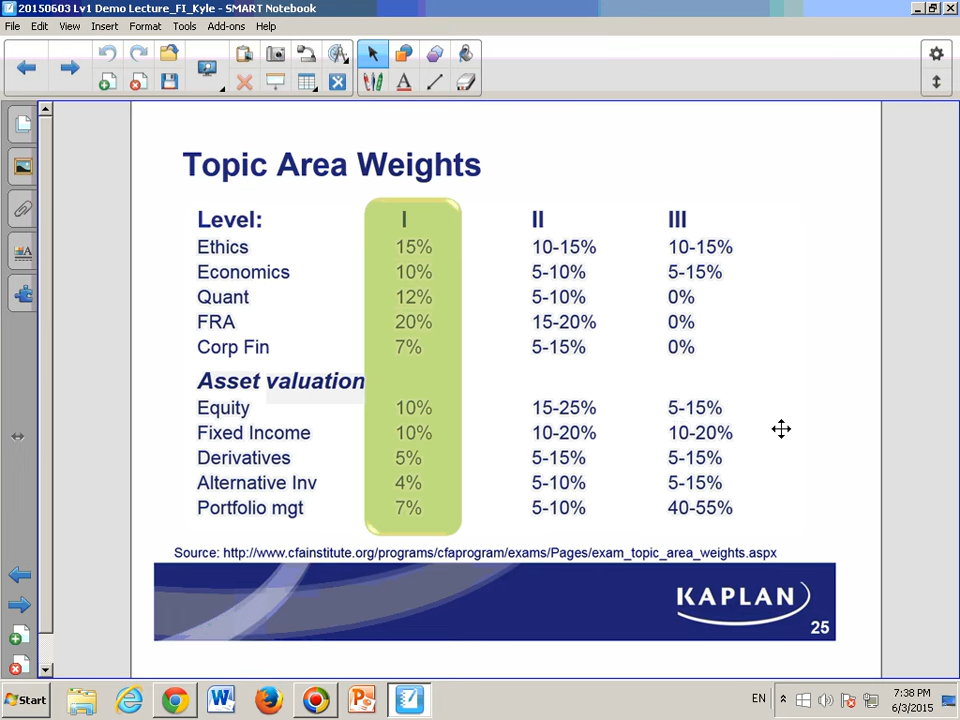 20150603 Lv1 Demo Lecture_FI_Kyle - SMART Notebook
File Edit View Insert Format Tools Add-ons Help
Topic Area Weights
Level: I II III
Ethics 15% 10-15% 10-15%
Economics 10% 5-10% 5-15%
Quant 12% 5-10% 0%
FRA 20% 15-20% 0%
Corp Fin 7% 5-15% 0%
Asset valuation
Equity 10% 15-25% 5-15%
Fixed Income 10% 10-20% 10-20%
Derivatives 5% 5-15% 5-15%
Alternative Inv 4% 5-10% 5-15%
Portfolio mgt 7% 5-10% 40-55%
Source: http://www.cfainstitute.org/programs/cfaprogram/exams/Pages/exam_topic_area_weights.aspx
KAPLAN
25
Start EN 7:38 PM
6/3/2015